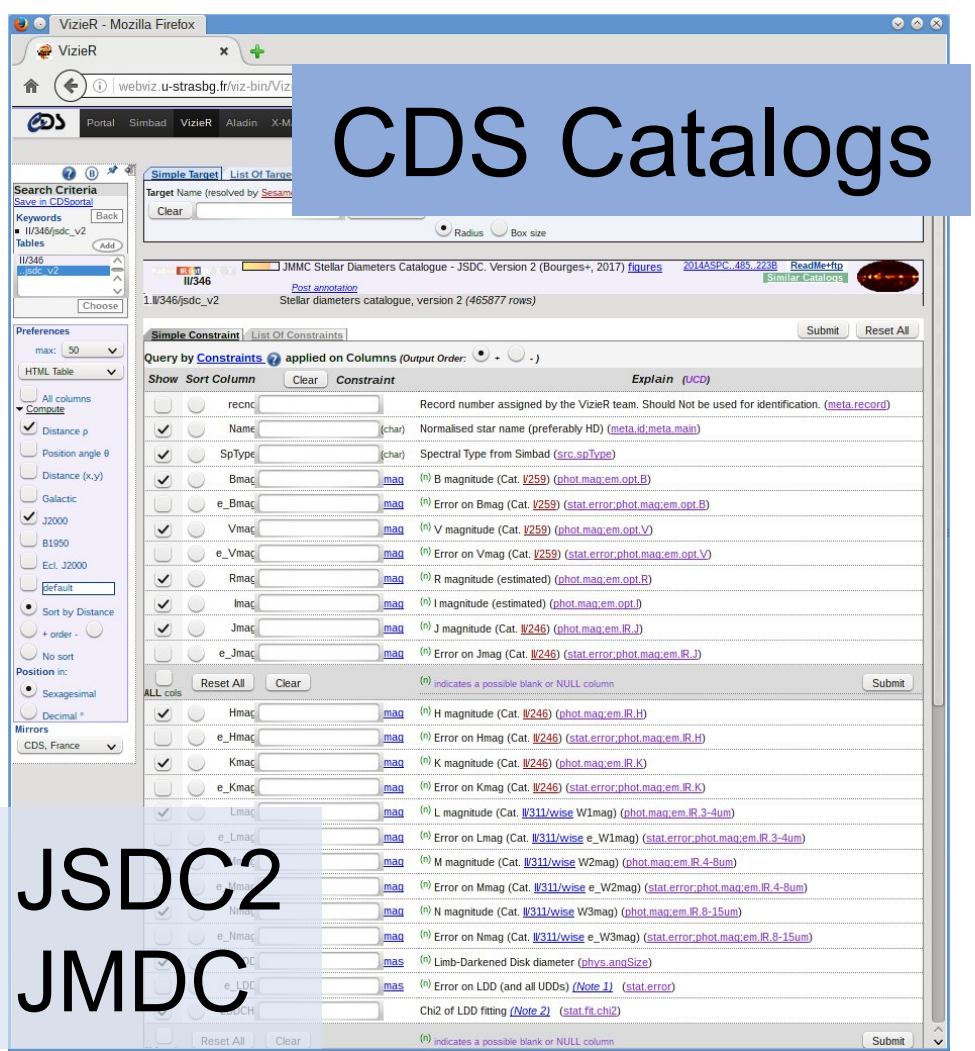 VizieR - Mozilla Firefox
VizieR
webviz.u-strasbg.fr/viz-bin/Viz
CDS Catalogs
CDS Portal Simbad VizieR Aladin X-M
Simple Target List Of Targe
Target Name (resolved by Sesame
Clear
Radius Box size
Search Criteria
Save in CDSportal
Keywords Back
II/346/jsdc_v2
Tables Add
II/346
..jsdc_v2
Choose
Preferences
max: 50
HTML Table
All columns
Compute
Distance ρ
Position angle θ
Distance (x,y)
Galactic
J2000
B1950
Ecl. J2000
default
Sort by Distance
+ order -
No sort
Position in:
Sexagesimal
Decimal °
Mirrors
CDS, France
II/346 JMMC Stellar Diameters Catalogue - JSDC. Version 2 (Bourges+, 2017) figures 2014ASPC..485..223B ReadMe+ftp
Post annotation Similar Catalogs
1.II/346/jsdc_v2 Stellar diameters catalogue, version 2 (465877 rows)
Simple Constraint List Of Constraints Submit Reset All
Query by Constraints applied on Columns (Output Order: + - )
Show Sort Column Clear Constraint Explain (UCD)
recno Record number assigned by the VizieR team. Should Not be used for identification. (meta.record)
Name (char) Normalised star name (preferably HD) (meta.id;meta.main)
SpType (char) Spectral Type from Simbad (src.spType)
Bmag mag (n) B magnitude (Cat. I/259) (phot.mag;em.opt.B)
e_Bmag mag (n) Error on Bmag (Cat. I/259) (stat.error;phot.mag;em.opt.B)
Vmag mag (n) V magnitude (Cat. I/259) (phot.mag;em.opt.V)
e_Vmag mag (n) Error on Vmag (Cat. I/259) (stat.error;phot.mag;em.opt.V)
Rmag mag (n) R magnitude (estimated) (phot.mag;em.opt.R)
Imag mag (n) I magnitude (estimated) (phot.mag;em.opt.I)
Jmag mag (n) J magnitude (Cat. II/246) (phot.mag;em.IR.J)
e_Jmag mag (n) Error on Jmag (Cat. II/246) (stat.error;phot.mag;em.IR.J)
ALL cols Reset All Clear (n) indicates a possible blank or NULL column Submit
Hmag mag (n) H magnitude (Cat. II/246) (phot.mag;em.IR.H)
e_Hmag mag (n) Error on Hmag (Cat. II/246) (stat.error;phot.mag;em.IR.H)
Kmag mag (n) K magnitude (Cat. II/246) (phot.mag;em.IR.K)
e_Kmag mag (n) Error on Kmag (Cat. II/246) (stat.error;phot.mag;em.IR.K)
Lmag mag (n) L magnitude (Cat. II/311/wise W1mag) (phot.mag;em.IR.3-4um)
e_Lmag mag (n) Error on Lmag (Cat. II/311/wise e_W1mag) (stat.error;phot.mag;em.IR.3-4um)
mag (n) M magnitude (Cat. II/311/wise W2mag) (phot.mag;em.IR.4-8um)
e_Mmag mag (n) Error on Mmag (Cat. II/311/wise e_W2mag) (stat.error;phot.mag;em.IR.4-8um)
Nmag mag (n) N magnitude (Cat. II/311/wise W3mag) (phot.mag;em.IR.8-15um)
e_Nmag mag (n) Error on Nmag (Cat. II/311/wise e_W3mag) (stat.error;phot.mag;em.IR.8-15um)
mas (n) Limb-Darkened Disk diameter (phys.angSize)
e_LDD mas (n) Error on LDD (and all UDDs) (Note 1) (stat.error)
Chi2 of LDD fitting (Note 2) (stat.fit.chi2)
Reset All Clear (n) indicates a possible blank or NULL column Submit
JSDC2
JMDC